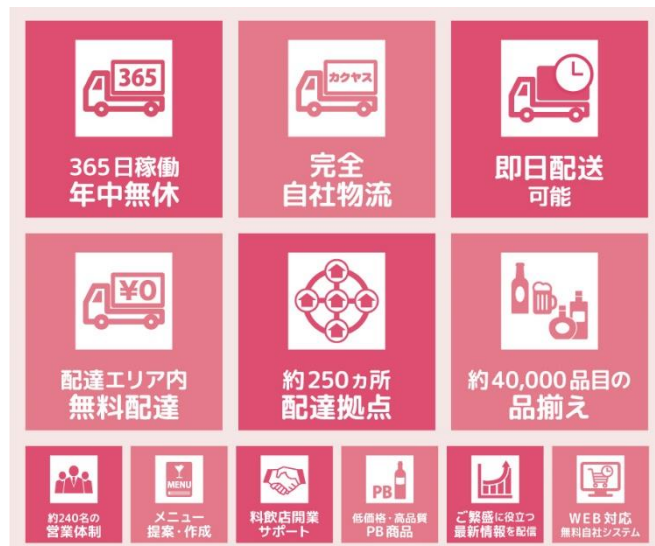 365
365日稼働
年中無休
カクヤス
完全
自社物流
即日配送
可能
¥0
配達エリア内
無料配達
約250ヵ所
配達拠点
約40,000品目の
品揃え
約240名の
営業体制
MENU
メニュー
提案・作成
料飲店開業
サポート
PB
低価格・高品質
PB商品
ご繁盛に役立つ
最新情報を配信
WEB対応
無料自社システム